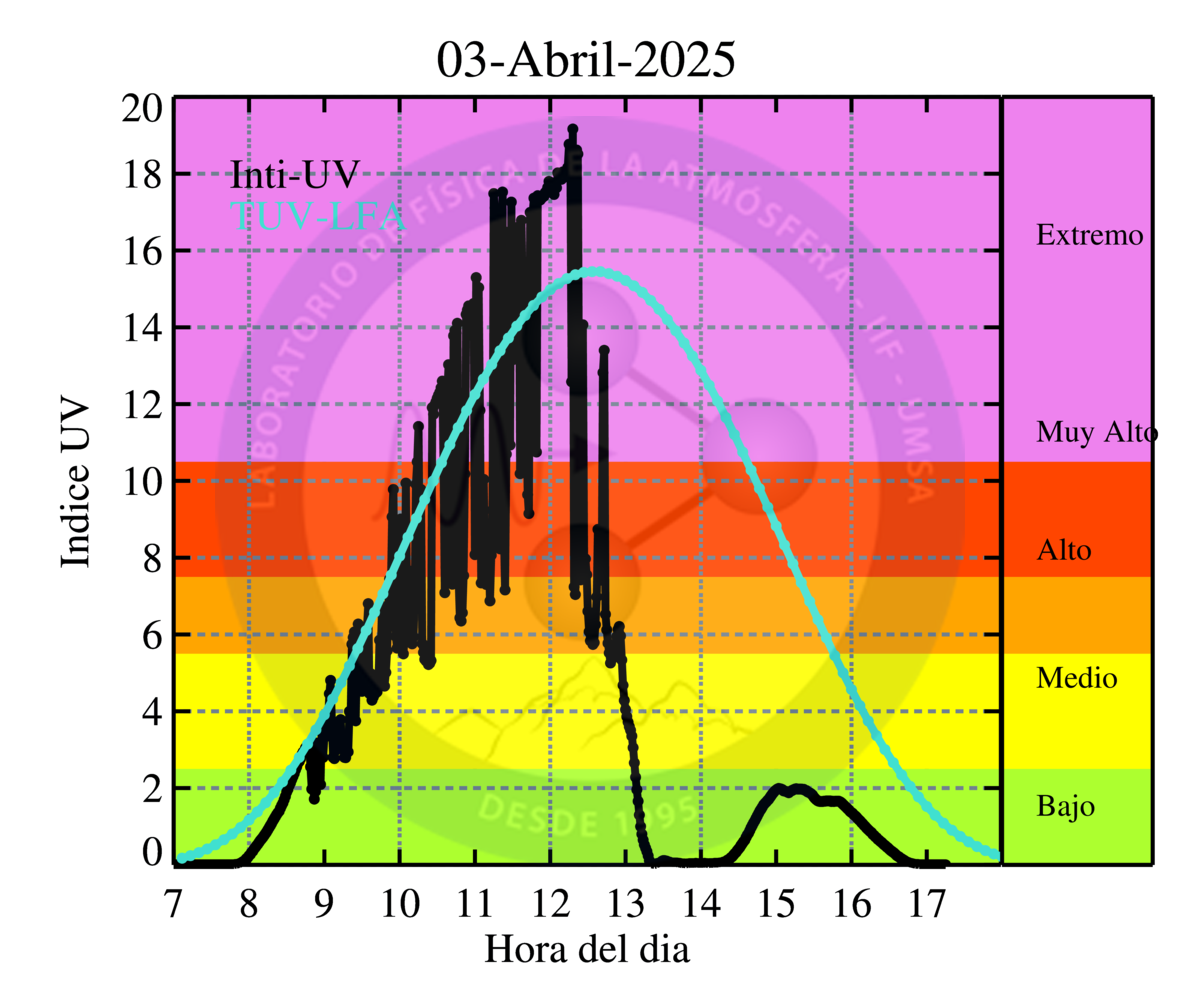 03-Abril-2025
Indice UV
20
18
16
14
12
10
8
6
4
2
0
Inti-UV
TUV-LFA
LABORATORIO DE FÍSICA DE LA ATMÓSFERA - IIF - UMSA
DESDE 1995
Extremo
Muy Alto
Alto
Medio
Bajo
7 8 9 10 11 12 13 14 15 16 17
Hora del dia